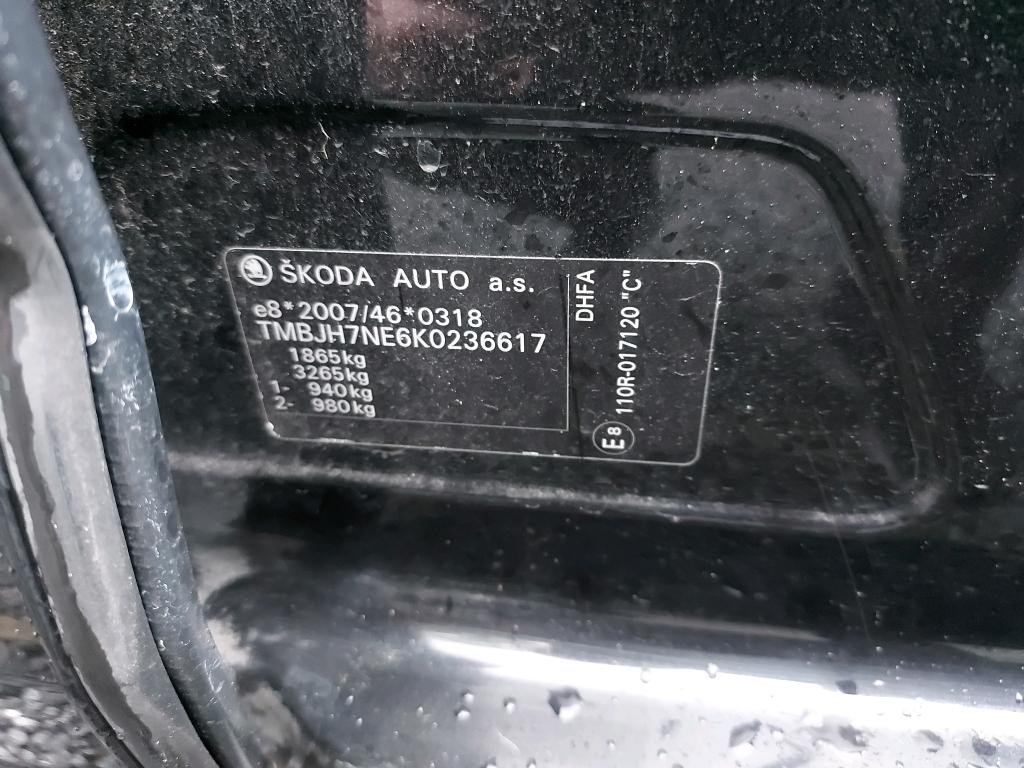 ŠKODA AUTO a.s.
e8*2007/46*0318
TMBJH7NE6K0236617
1865kg
3265kg
1- 940kg
2- 980kg
DHFA
E8 110R-017120 "C"